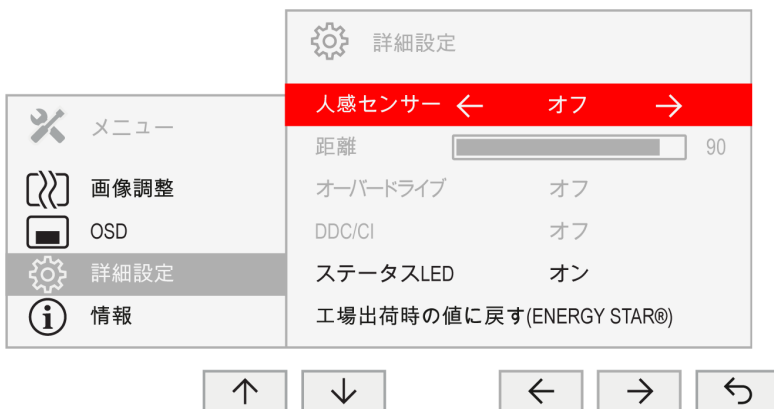 メニュー
画像調整
OSD
詳細設定
情報
詳細設定
人感センサー ← オフ →
距離 90
オーバードライブ オフ
DDC/CI オフ
ステータスLED オン
工場出荷時の値に戻す(ENERGY STAR®)